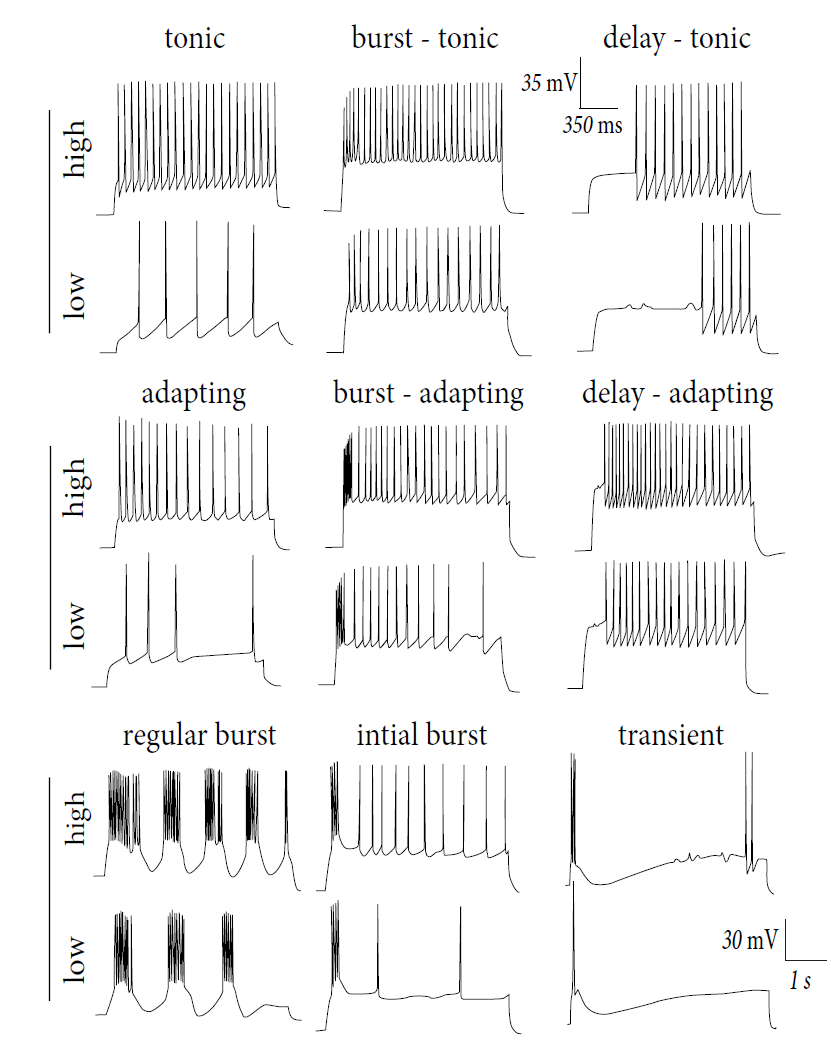 tonic burst - tonic delay - tonic
35 mV
350 ms
high
low
adapting burst - adapting delay - adapting
high
low
regular burst intial burst transient
high
low
30 mV
1 s